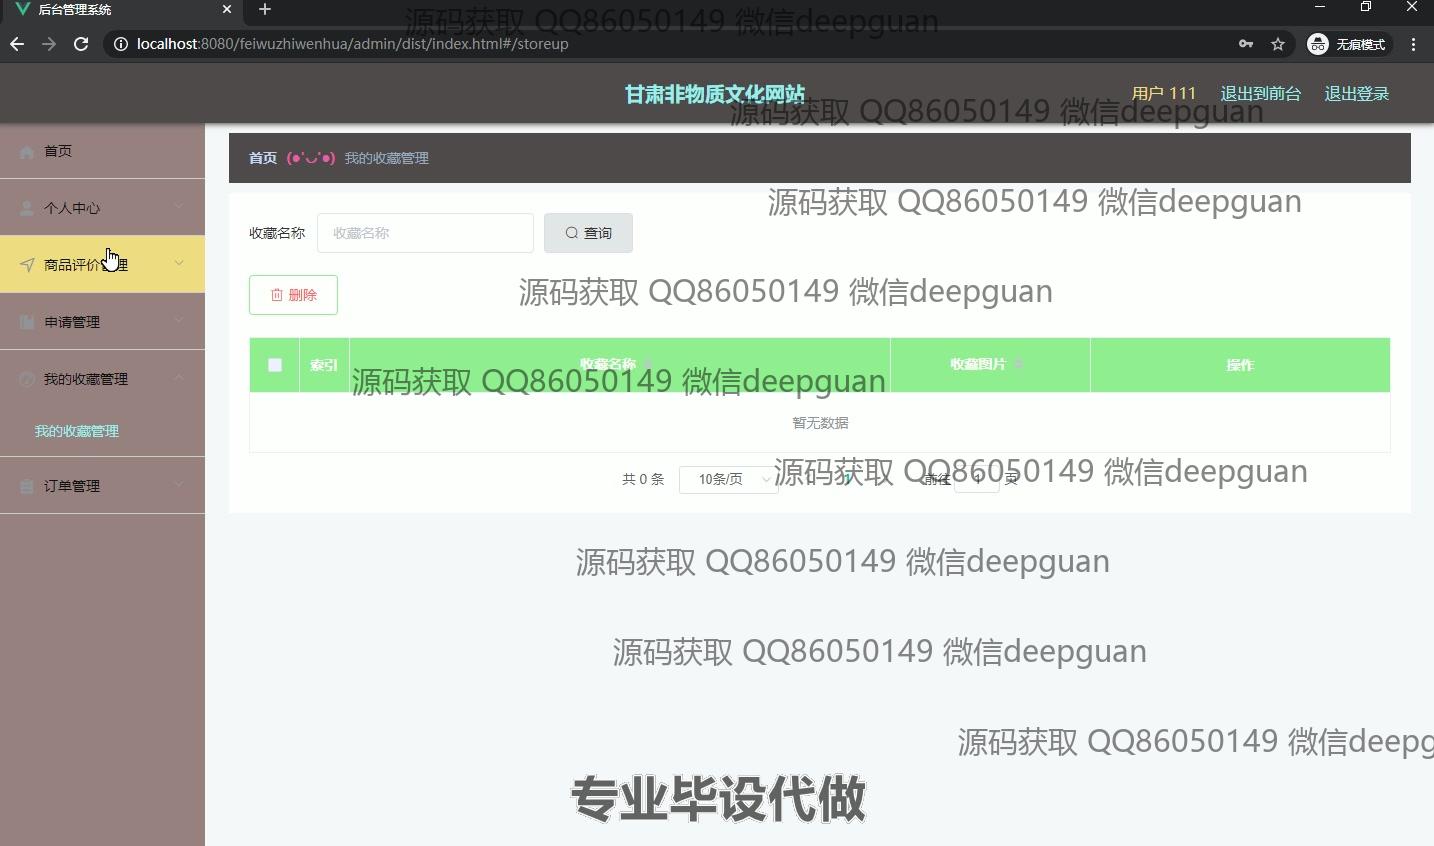 后台管理系统
源码获取 QQ86050149 微信deepguan
localhost:8080/feiwuzhiwenhua/admin/dist/index.html#/storeup
无痕模式
甘肃非物质文化网站
用户 111
退出到前台
退出登录
源码获取 QQ86050149 微信deepguan
首页
个人中心
商品评价管理
申请管理
我的收藏管理
我的收藏管理
订单管理
首页 (●'◡'●) 我的收藏管理
源码获取 QQ86050149 微信deepguan
收藏名称 收藏名称 查询
删除
源码获取 QQ86050149 微信deepguan
索引 收藏名称 收藏图片 操作
源码获取 QQ86050149 微信deepguan
暂无数据
共 0 条 10条/页 1 前往 1 页
源码获取 QQ86050149 微信deepguan
源码获取 QQ86050149 微信deepguan
源码获取 QQ86050149 微信deepguan
源码获取 QQ86050149 微信deepg
专业毕设代做